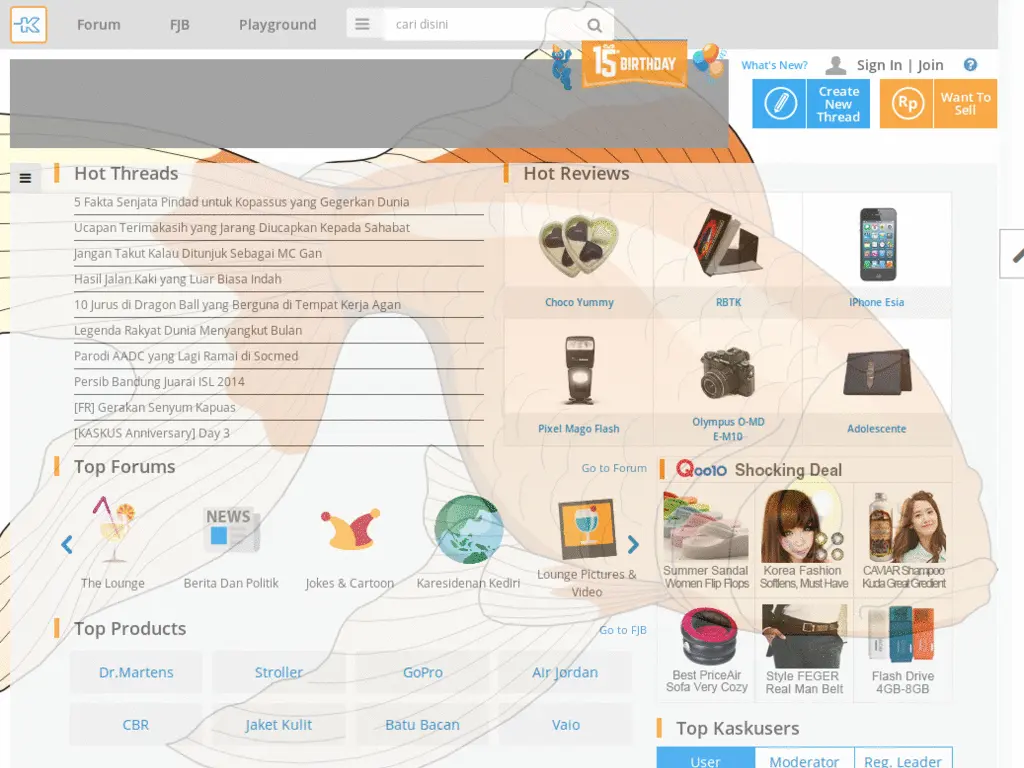 Forum
FJB
Playground
cari disini
15 BIRTHDAY
What's New?
Sign In | Join
Create New Thread
Rp
Want To Sell
Hot Threads
5 Fakta Senjata Pindad untuk Kopassus yang Gegerkan Dunia
Ucapan Terimakasih yang Jarang Diucapkan Kepada Sahabat
Jangan Takut Kalau Ditunjuk Sebagai MC Gan
Hasil Jalan Kaki yang Luar Biasa Indah
10 Jurus di Dragon Ball yang Berguna di Tempat Kerja Agan
Legenda Rakyat Dunia Menyangkut Bulan
Parodi AADC yang Lagi Ramai di Socmed
Persib Bandung Juarai ISL 2014
[FR] Gerakan Senyum Kapuas
[KASKUS Anniversary] Day 3
Hot Reviews
Choco Yummy
RBTK
IPhone Esia
Pixel Mago Flash
Olympus O-MD
E-M10
Adolescente
Top Forums
Go to Forum
NEWS
The Lounge
Berita Dan Politik
Jokes & Cartoon
Karesidenan Kediri
Lounge Pictures &
Video
Qoo10 Shocking Deal
Summer Sandal
Women Flip Flops
Korea Fashion
Softlens, Must Have
CAVIAR Shampoo
Kuda Great Gredient
Best PriceAir
Sofa Very Cozy
Style FEGER
Real Man Belt
Flash Drive
4GB-8GB
Top Products
Go to FJB
Dr.Martens
Stroller
GoPro
Air Jordan
CBR
Jaket Kulit
Batu Bacan
Vaio
Top Kaskusers
User
Moderator
Reg. Leader